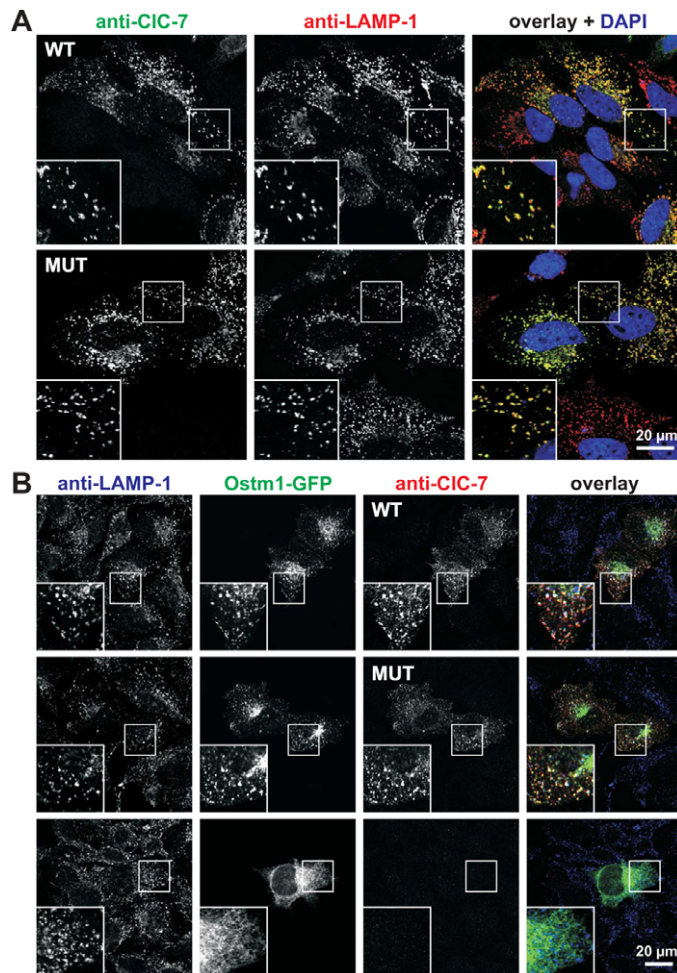 A
anti-ClC-7 anti-LAMP-1 overlay + DAPI
WT
MUT
20 µm
B
anti-LAMP-1 Ostm1-GFP anti-ClC-7 overlay
WT
MUT
20 µm